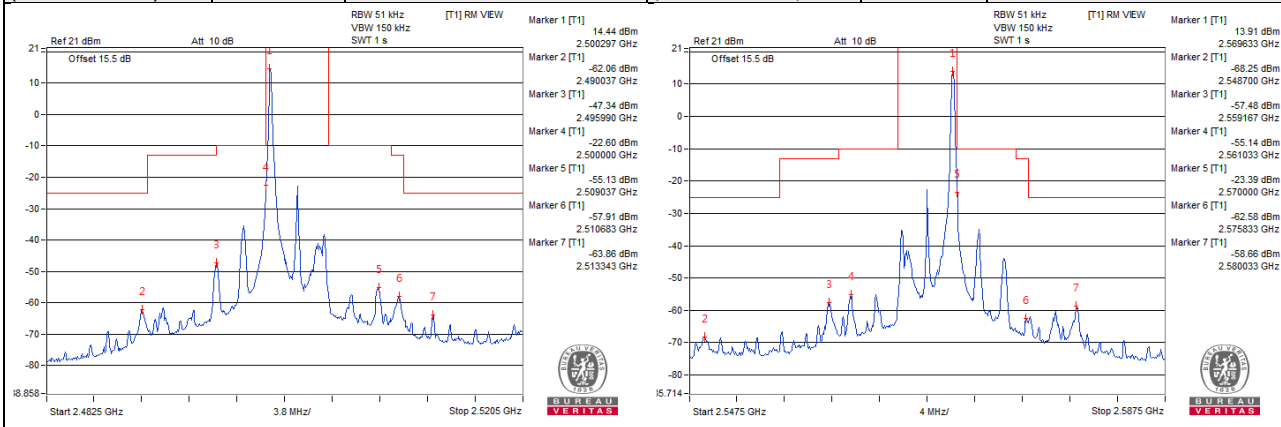 RBW 51 kHz [T1] RM VIEW
VBW 150 kHz
Ref 21 dBm Att 10 dB SWT 1 s
Offset 15.5 dB
21
10
0
-10
-20
-30
-40
-50
-60
-70
-80
8.858
1
2
3
4
5
6
7
Start 2.4825 GHz 3.8 MHz/ Stop 2.5205 GHz
Marker 1 [T1]
14.44 dBm
2.500297 GHz
Marker 2 [T1]
-62.06 dBm
2.490037 GHz
Marker 3 [T1]
-47.34 dBm
2.495990 GHz
Marker 4 [T1]
-22.60 dBm
2.500000 GHz
Marker 5 [T1]
-55.13 dBm
2.509037 GHz
Marker 6 [T1]
-57.91 dBm
2.510683 GHz
Marker 7 [T1]
-63.86 dBm
2.513343 GHz
BUREAU VERITAS
1828
BUREAU
VERITAS
RBW 51 kHz [T1] RM VIEW
VBW 150 kHz
Ref 21 dBm Att 10 dB SWT 1 s
Offset 15.5 dB
21
10
0
-10
-20
-30
-40
-50
-60
-70
-80
5.714
1
2
3
4
5
6
7
Start 2.5475 GHz 4 MHz/ Stop 2.5875 GHz
Marker 1 [T1]
13.91 dBm
2.569633 GHz
Marker 2 [T1]
-68.25 dBm
2.548700 GHz
Marker 3 [T1]
-57.48 dBm
2.559167 GHz
Marker 4 [T1]
-55.14 dBm
2.561033 GHz
Marker 5 [T1]
-23.39 dBm
2.570000 GHz
Marker 6 [T1]
-62.58 dBm
2.575833 GHz
Marker 7 [T1]
-58.66 dBm
2.580033 GHz
BUREAU VERITAS
1828
BUREAU
VERITAS